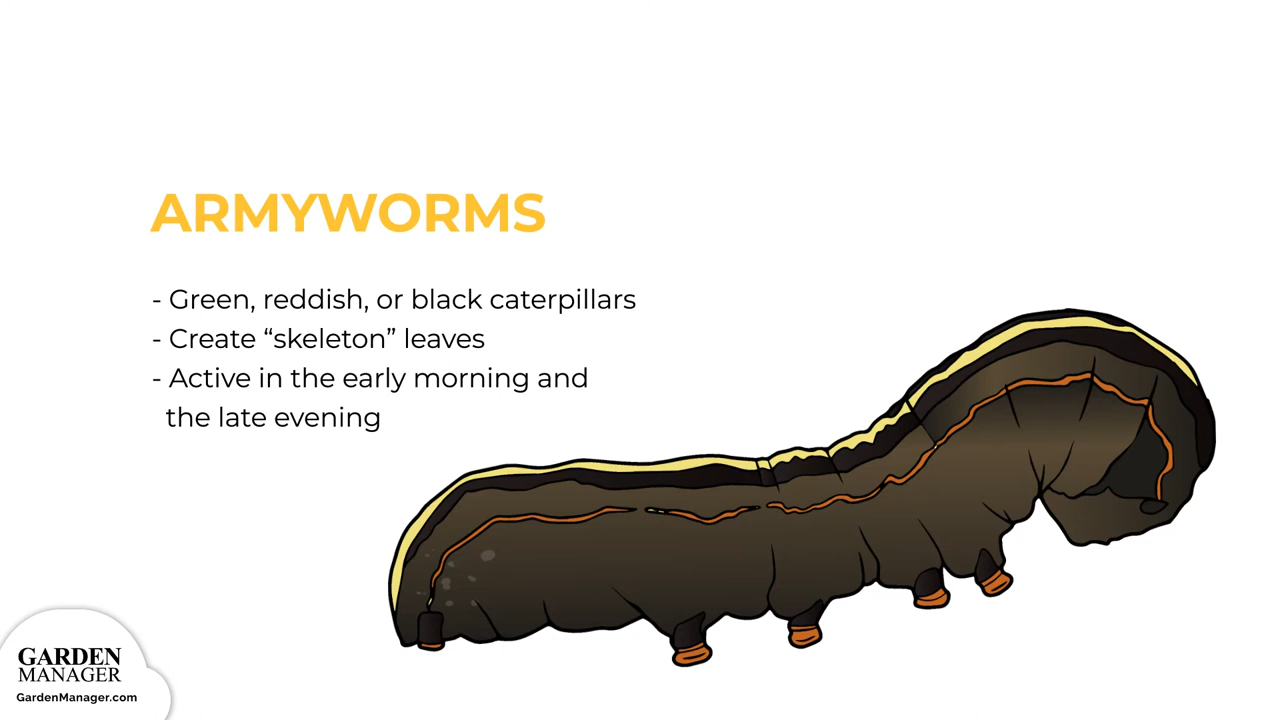 ARMYWORMS
- Green, reddish, or black caterpillars
- Create “skeleton” leaves
- Active in the early morning and
the late evening
GARDEN
MANAGER
GardenManager.com